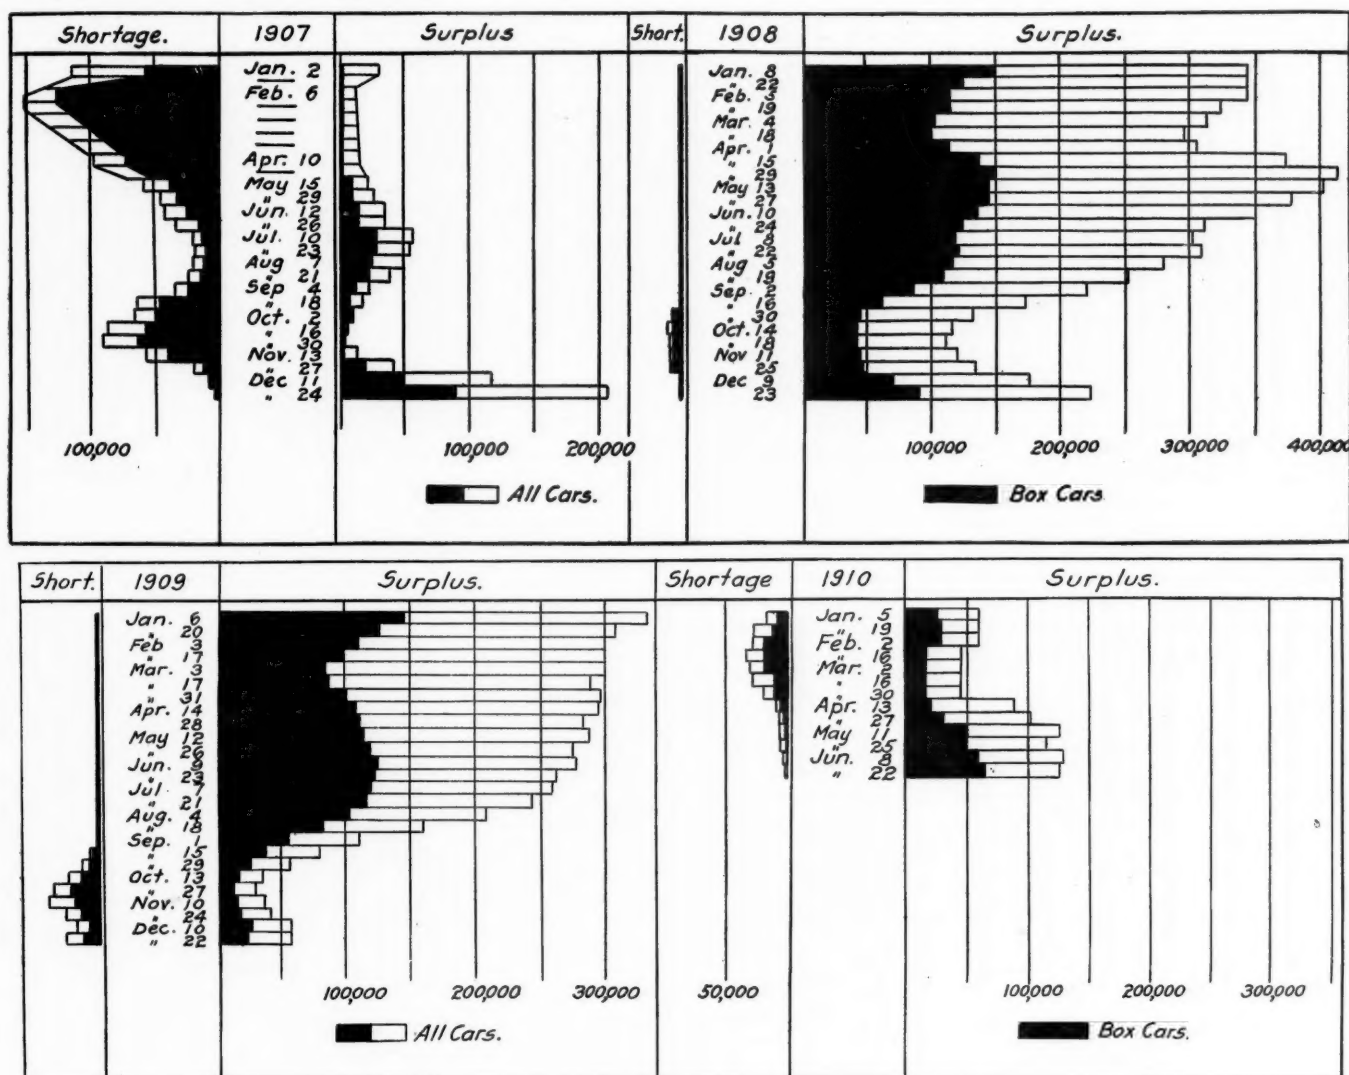 Shortage. 1907 Surplus Short. 1908 Surplus.
Jan. 2 Jan. 8
" 22
Feb. 6 Feb. 5
" 19
Mar. 4
" 18
Apr. 10 Apr. 1
" 15
" 29
May 15 May 13
" 29 " 27
Jun. 12 Jun. 10
" 26 " 24
Jul. 10 Jul. 8
" 23 " 22
Aug 7 Aug 5
" 21 " 19
Sep 4 Sep. 2
" 18 " 16
Oct. 2 " 30
" 16 Oct. 14
" 30 " 18
Nov. 13 Nov 11
" 27 " 25
Dec 11 Dec 9
" 24 23
100,000 100,000 200,000 100,000 200,000 300,000 400,000
All Cars. Box Cars
Short. 1909 Surplus. Shortage 1910 Surplus.
Jan. 6 Jan. 5
" 20 " 19
Feb 3 Feb. 2
" 17 " 16
Mar. 3 Mar. 2
" 17 " 16
" 31 " 30
Apr. 14 Apr. 13
" 28 " 27
May 12 May 11
" 26 " 25
Jun. 9 Jun. 8
" 23 " 22
Jul 7
" 21
Aug. 4
" 18
Sep. 1
" 15
" 29
Oct. 13
" 27
Nov. 10
" 24
Dec. 10
" 22
100,000 200,000 300,000 50,000 100,000 200,000 300,000
All Cars. Box Cars.